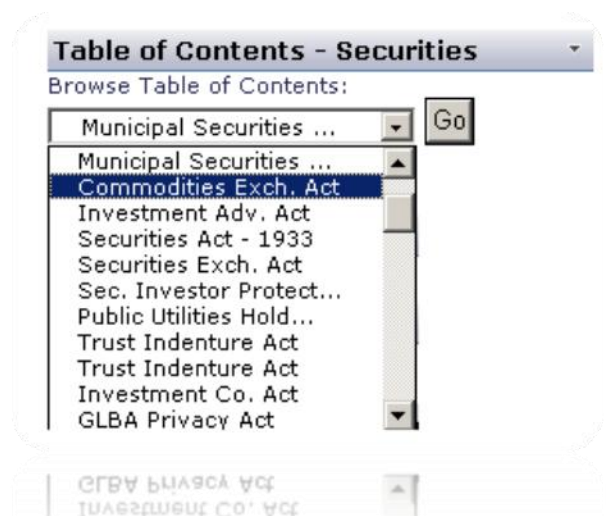 Table of Contents - Securities
Browse Table of Contents:
Municipal Securities ...
Go
Municipal Securities ...
Commodities Exch. Act
Investment Adv. Act
Securities Act - 1933
Securities Exch. Act
Sec. Investor Protect...
Public Utilities Hold...
Trust Indenture Act
Trust Indenture Act
Investment Co. Act
GLBA Privacy Act